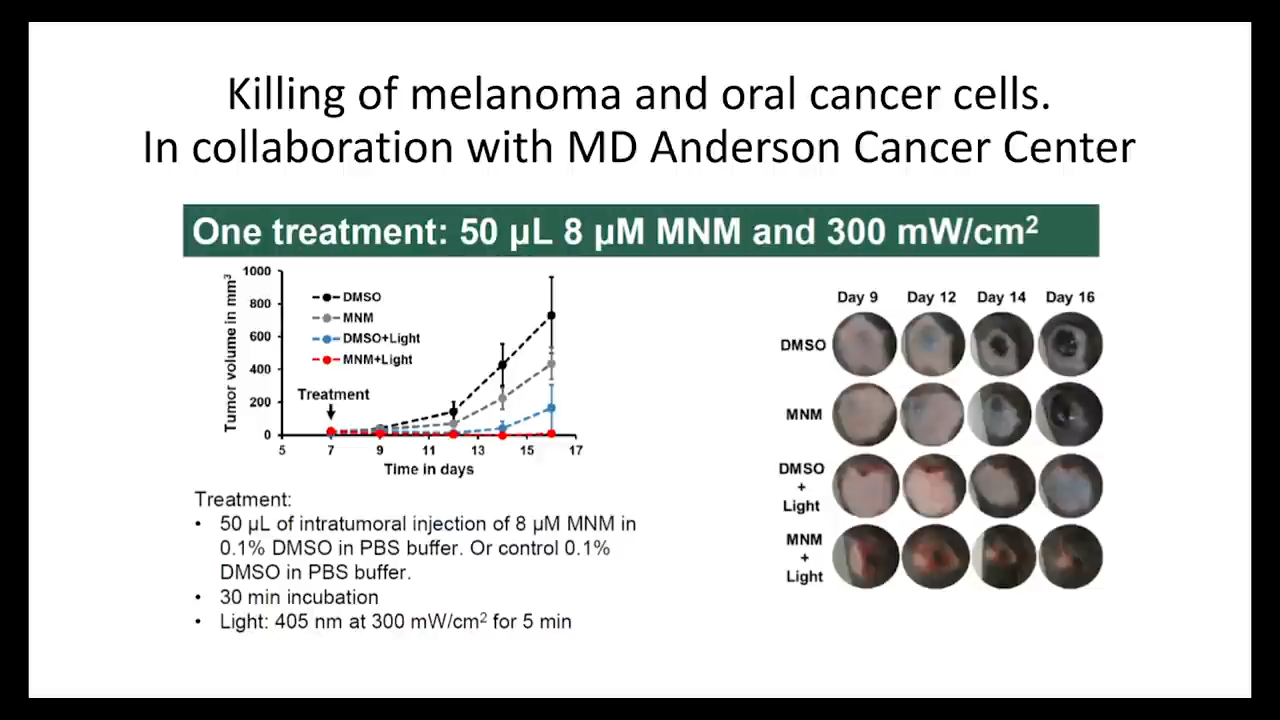 Killing of melanoma and oral cancer cells.
In collaboration with MD Anderson Cancer Center
One treatment: 50 µL 8 µM MNM and 300 mW/cm²
Tumor volume in mm³
1000
800
600
400
200
0
DMSO
MNM
DMSO+Light
MNM+Light
Treatment
5 7 9 11 13 15 17
Time in days
Treatment:
• 50 µL of intratumoral injection of 8 µM MNM in
0.1% DMSO in PBS buffer. Or control 0.1%
DMSO in PBS buffer.
• 30 min incubation
• Light: 405 nm at 300 mW/cm² for 5 min
Day 9 Day 12 Day 14 Day 16
DMSO
MNM
DMSO
+
Light
MNM
+
Light